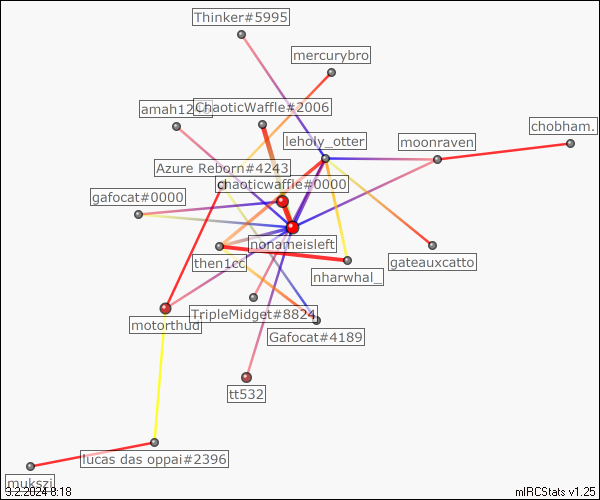 Thinker#5995
mercurybro
ChaoticWaffle#2006
chobham.
leholy_otter
moonraven
Azure Reborn#4243
chaoticwaffle#0000
gafocat#0000
nonameisleft
then1cc
gateauxcatto
nharwhal_
TripleMidget#8824
motorthud
Gafocat#4189
tt532
lucas das oppai#2396
mukszi
3.2.2024 8:18
mIRCStats v1.25